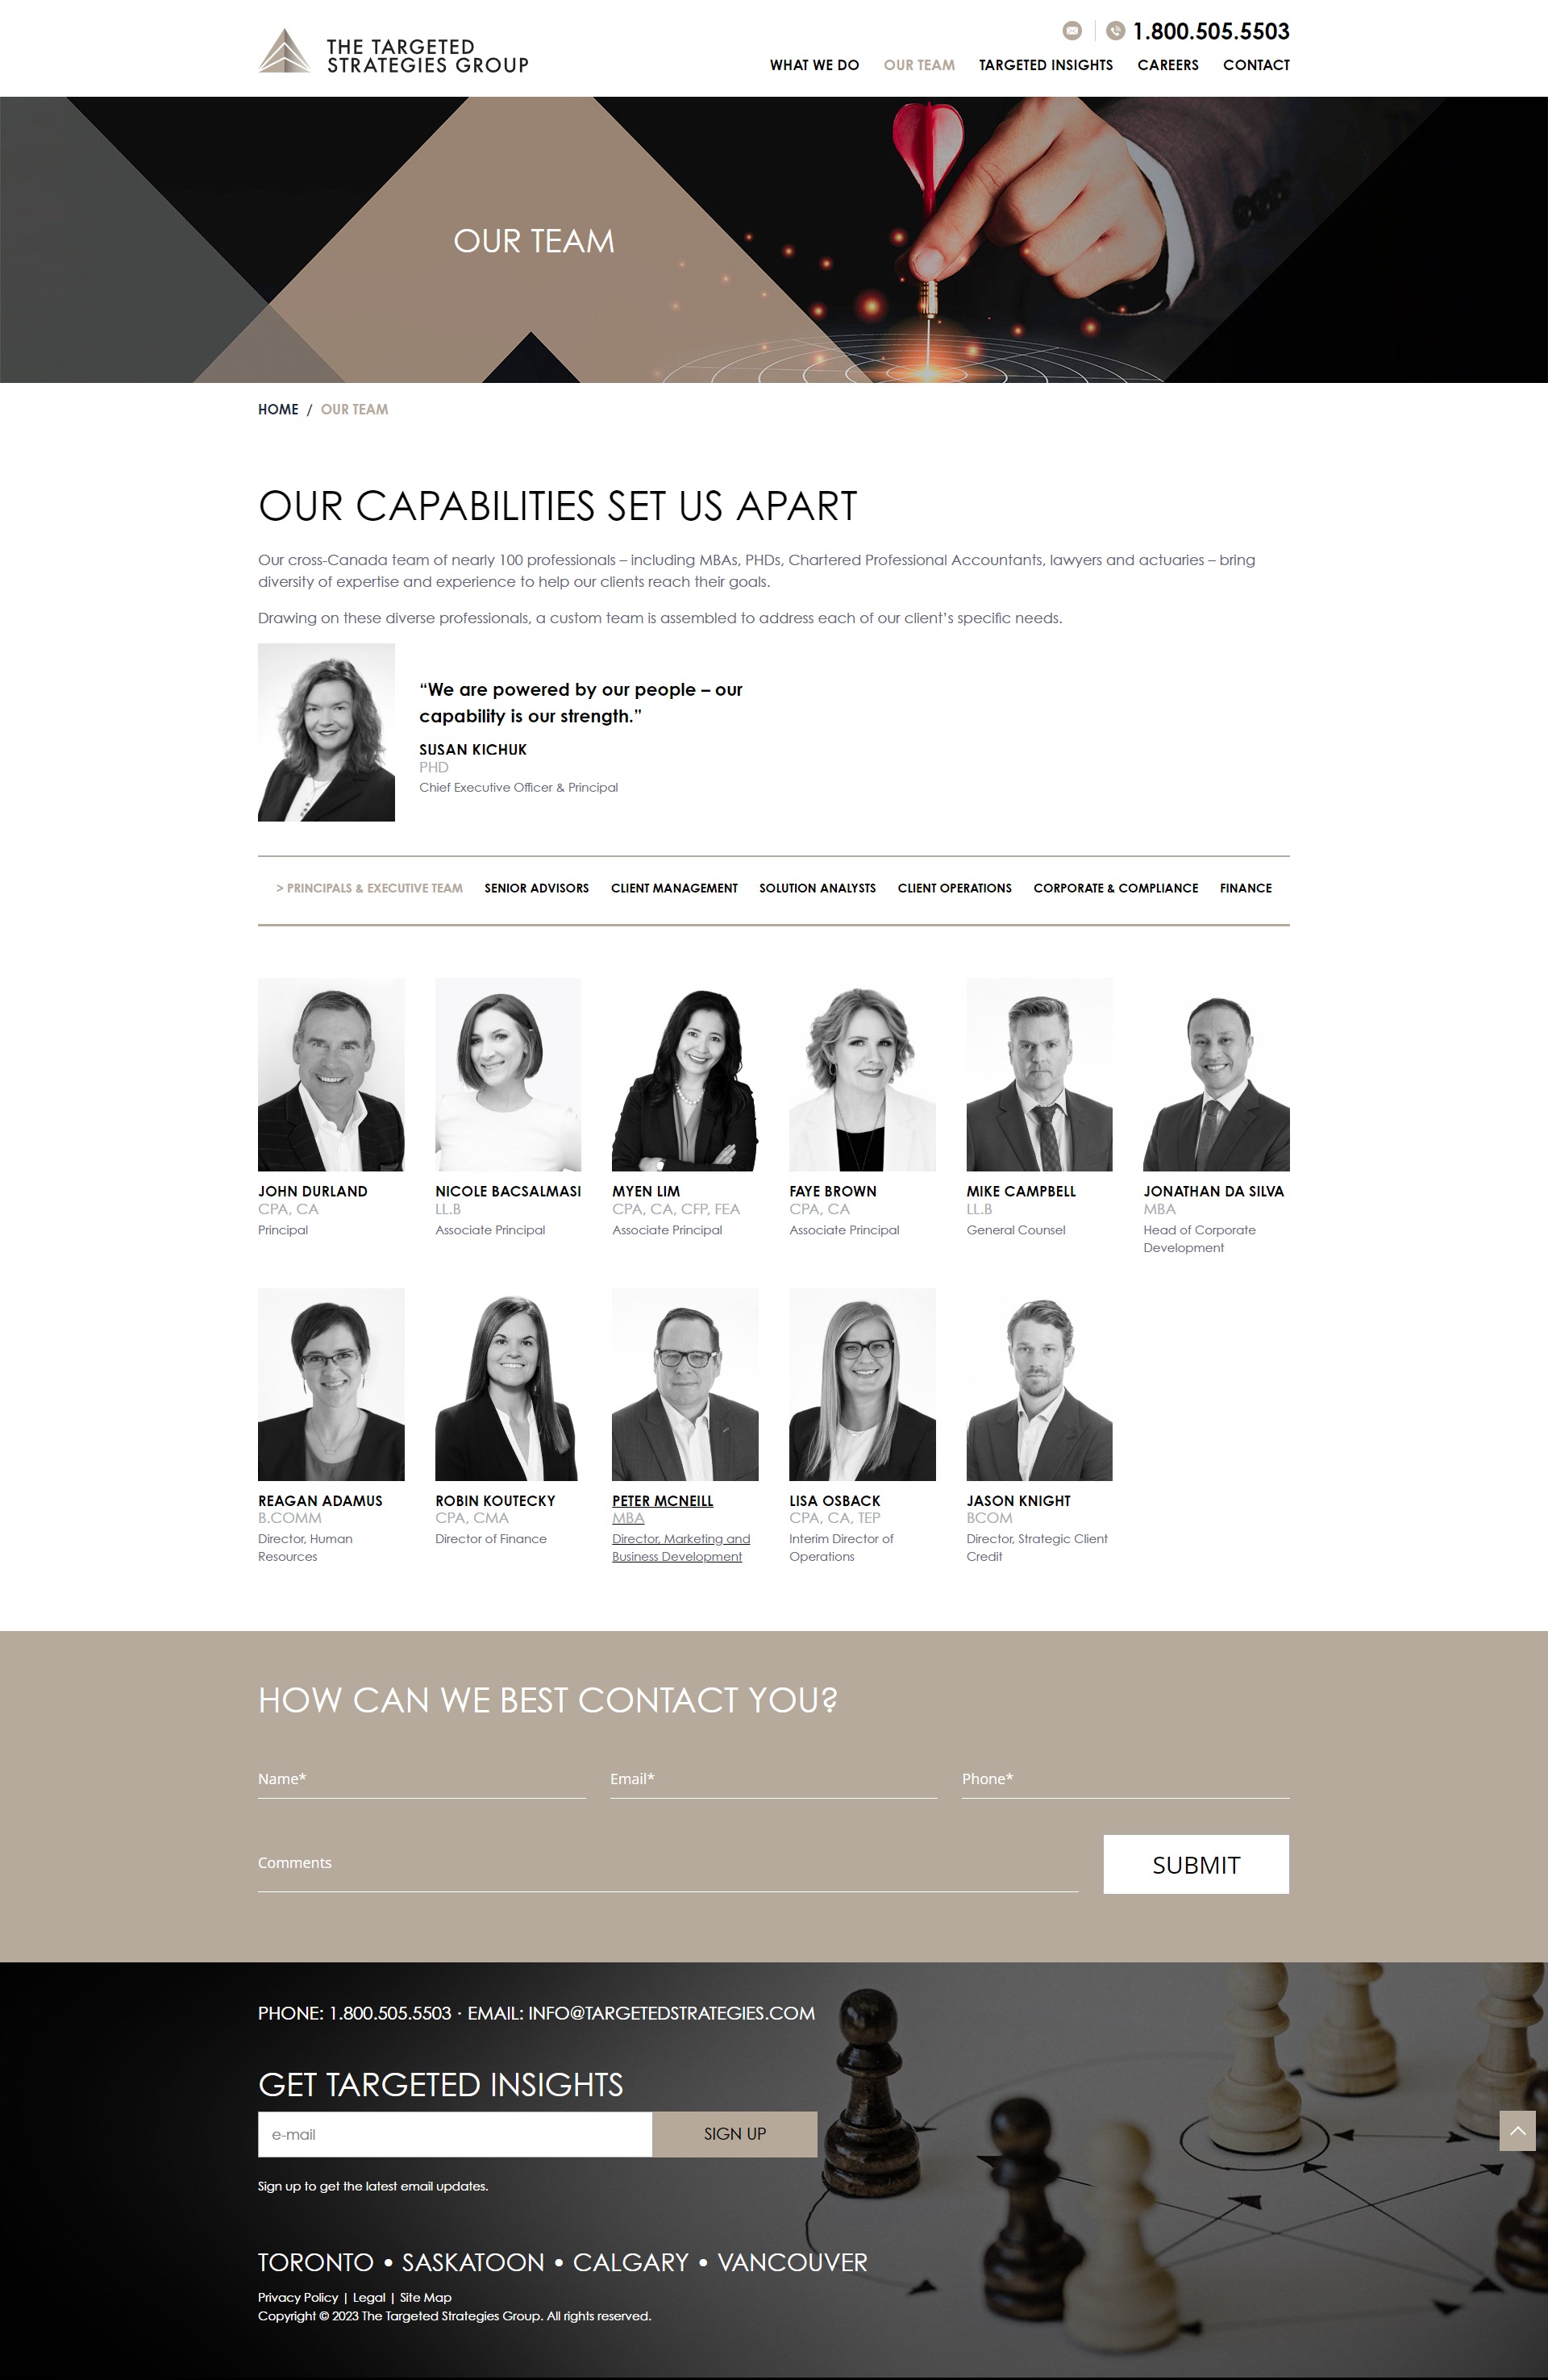 THE TARGETED
STRATEGIES GROUP
1.800.505.5503
WHAT WE DO OUR TEAM TARGETED INSIGHTS CAREERS CONTACT
OUR TEAM
HOME / OUR TEAM
OUR CAPABILITIES SET US APART
Our cross-Canada team of nearly 100 professionals – including MBAs, PHDs, Chartered Professional Accountants, lawyers and actuaries – bring
diversity of expertise and experience to help our clients reach their goals.
Drawing on these diverse professionals, a custom team is assembled to address each of our client’s specific needs.
“We are powered by our people – our
capability is our strength.”
SUSAN KICHUK
PHD
Chief Executive Officer & Principal
> PRINCIPALS & EXECUTIVE TEAM SENIOR ADVISORS CLIENT MANAGEMENT SOLUTION ANALYSTS CLIENT OPERATIONS CORPORATE & COMPLIANCE FINANCE
JOHN DURLAND
CPA, CA
Principal
NICOLE BACSALMASI
LL.B
Associate Principal
MYEN LIM
CPA, CA, CFP, FEA
Associate Principal
FAYE BROWN
CPA, CA
Associate Principal
MIKE CAMPBELL
LL.B
General Counsel
JONATHAN DA SILVA
MBA
Head of Corporate
Development
REAGAN ADAMUS
B.COMM
Director, Human
Resources
ROBIN KOUTECKY
CPA, CMA
Director of Finance
PETER MCNEILL
MBA
Director, Marketing and
Business Development
LISA OSBACK
CPA, CA, TEP
Interim Director of
Operations
JASON KNIGHT
BCOM
Director, Strategic Client
Credit
HOW CAN WE BEST CONTACT YOU?
Name* Email* Phone*
Comments
SUBMIT
PHONE: 1.800.505.5503 · EMAIL: INFO@TARGETEDSTRATEGIES.COM
GET TARGETED INSIGHTS
e-mail SIGN UP
Sign up to get the latest email updates.
TORONTO • SASKATOON • CALGARY • VANCOUVER
Privacy Policy | Legal | Site Map
Copyright © 2023 The Targeted Strategies Group. All rights reserved.